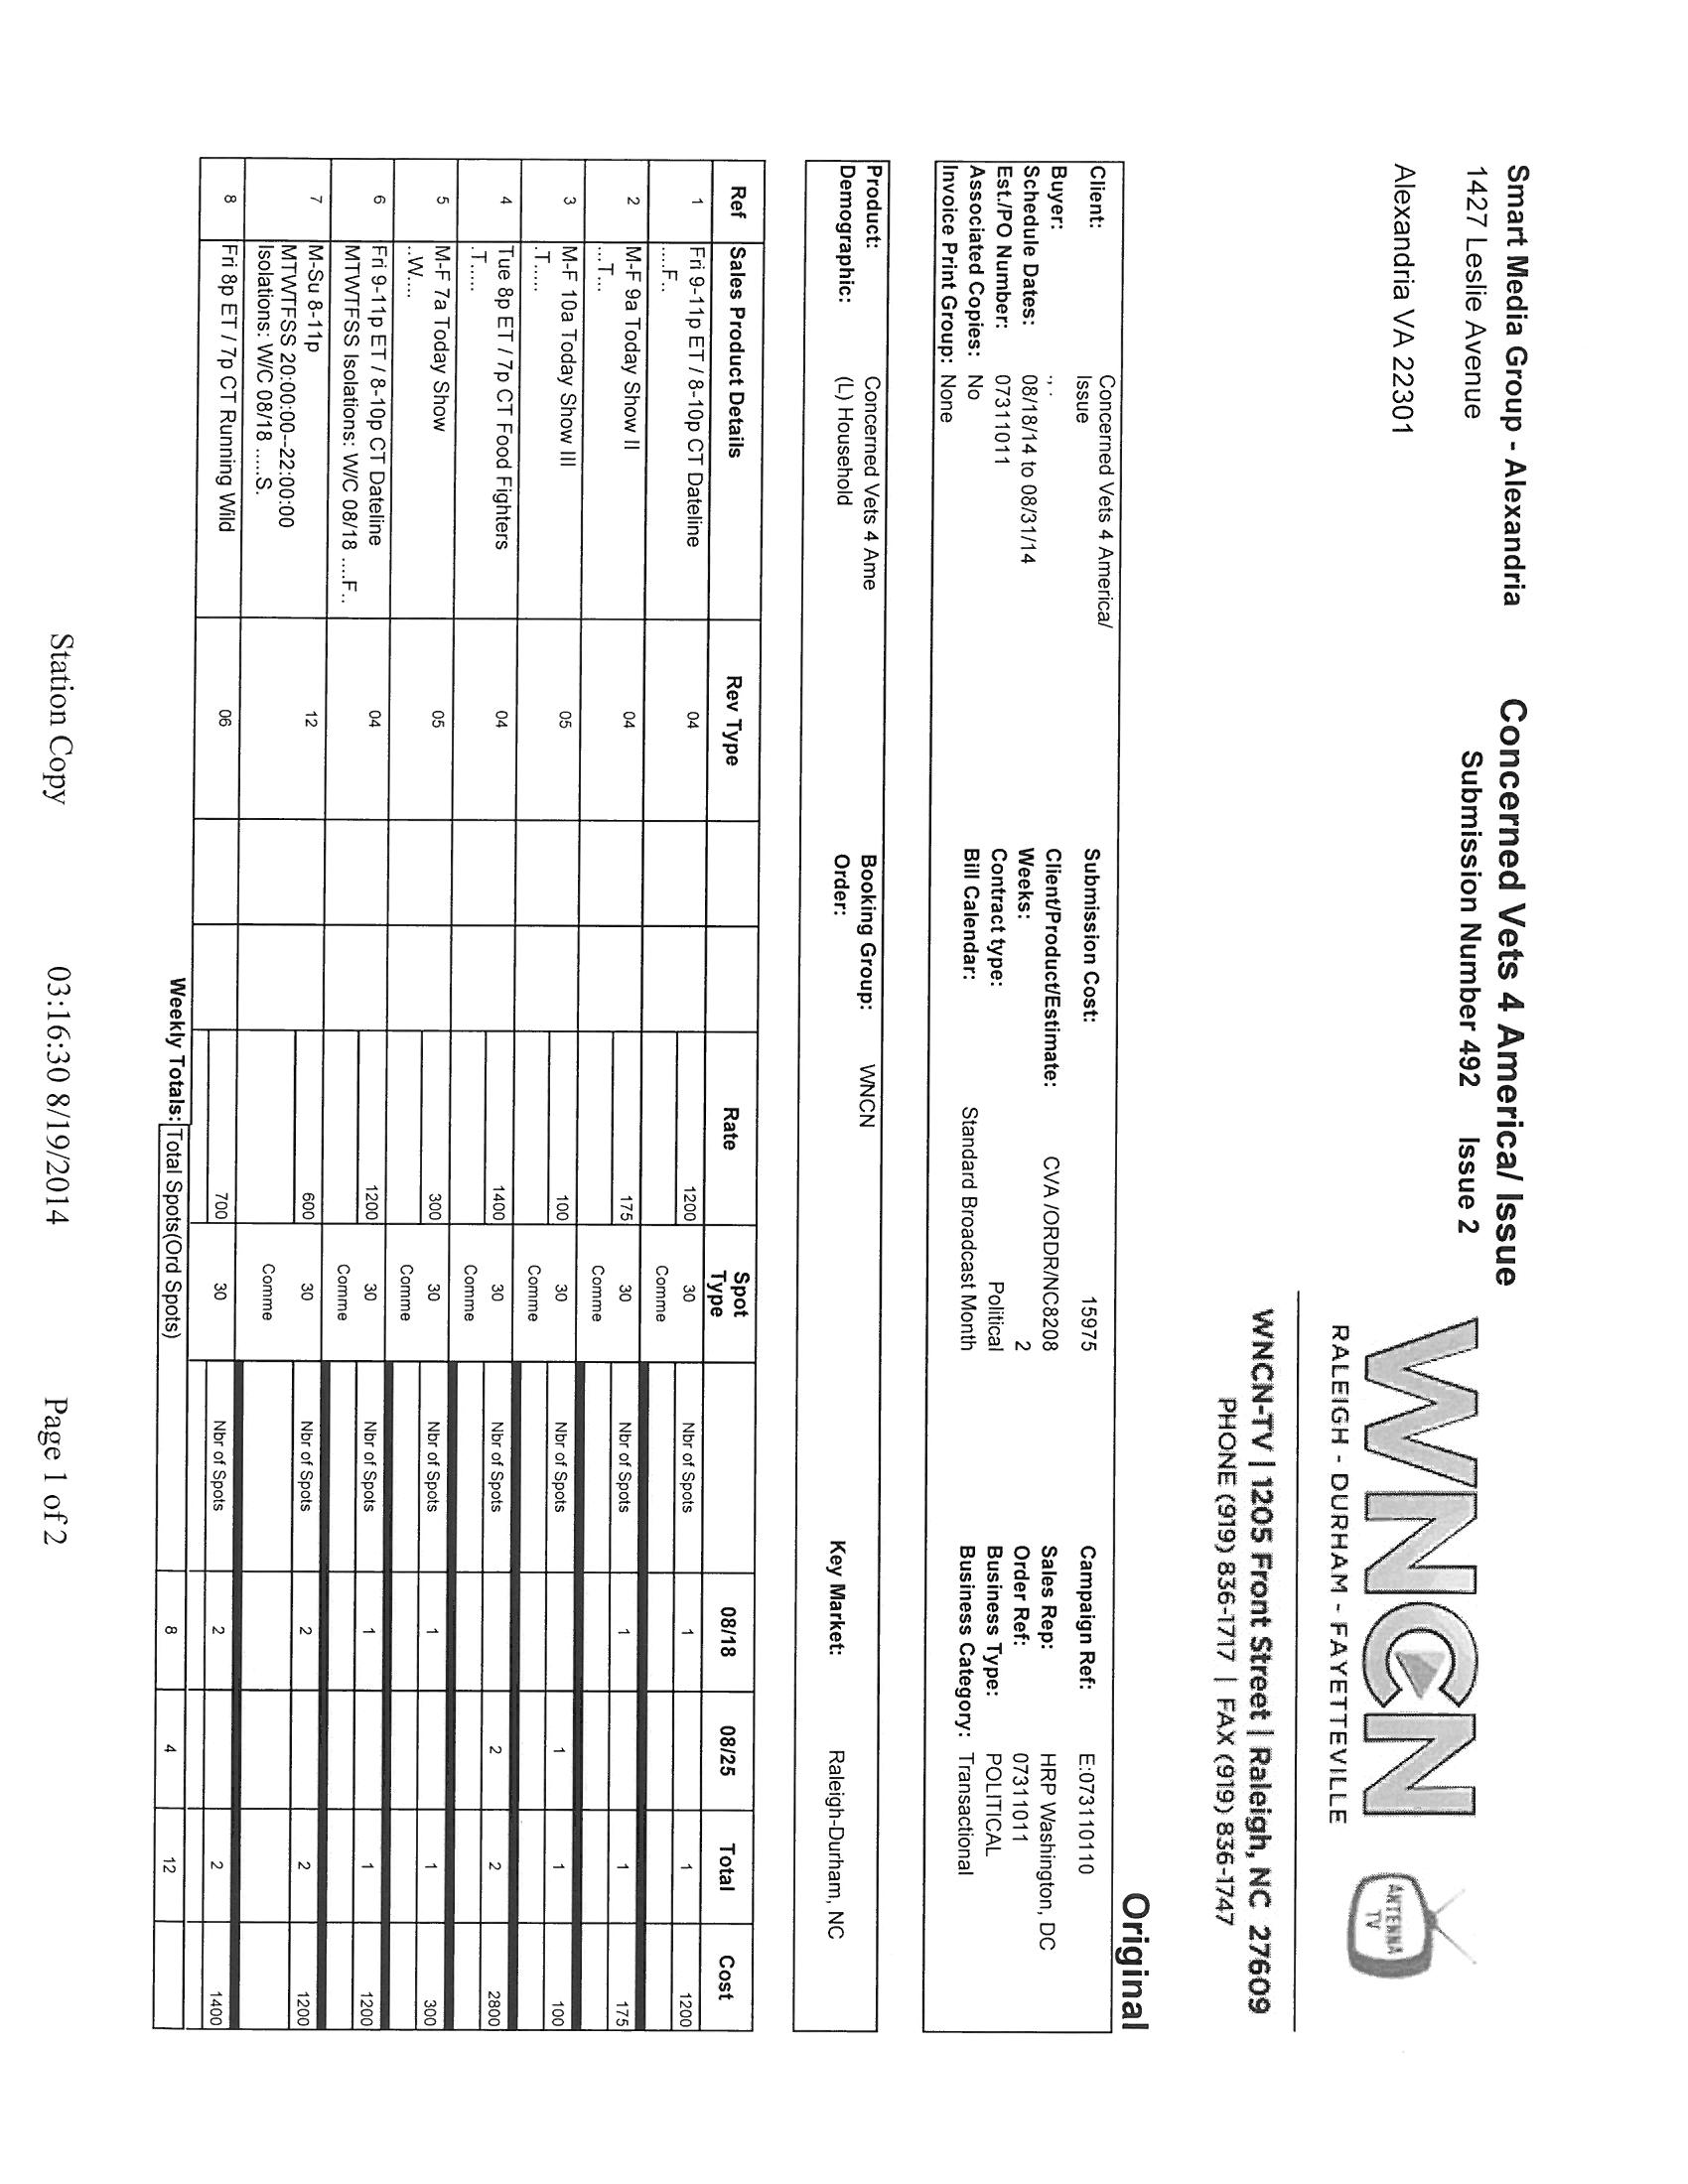 Smart Media Group - Alexandria
1427 Leslie Avenue
Alexandria VA 22301
Concerned Vets 4 America/ Issue
Submission Number 492 Issue 2
WNCN
RALEIGH - DURHAM - FAYETTEVILLE
ANTENNA
TV
WNCN-TV | 1205 Front Street | Raleigh, NC 27609
PHONE (919) 836-1717 | FAX (919) 836-1747
Original
Client: Concerned Vets 4 America/
Issue
Buyer: ., .
Schedule Dates: 08/18/14 to 08/31/14
Est./PO Number: 07311011
Associated Copies: No
Invoice Print Group: None
Submission Cost: 15975
Client/Product/Estimate: CVA /ORDR/NC8208
Weeks: 2
Contract type: Political
Bill Calendar: Standard Broadcast Month
Campaign Ref: E:073110110
Sales Rep: HRP Washington, DC
Order Ref: 07311011
Business Type: POLITICAL
Business Category: Transactional
Product: Concerned Vets 4 Ame
Demographic: (L) Household
Booking Group: WNCN
Order:
Key Market: Raleigh-Durham, NC
Ref Sales Product Details Rev Type Rate Spot Type 08/18 08/25 Total Cost
1 Fri 9-11p ET / 8-10p CT Dateline 04 1200 30 Nbr of Spots 1 1 1200
....F.. Comme
2 M-F 9a Today Show II 04 175 30 Nbr of Spots 1 1 175
...T... Comme
3 M-F 10a Today Show III 05 100 30 Nbr of Spots 1 1 100
.T..... Comme
4 Tue 8p ET / 7p CT Food Fighters 04 1400 30 Nbr of Spots 2 2 2800
.T..... Comme
5 M-F 7a Today Show 05 300 30 Nbr of Spots 1 1 300
..W.... Comme
6 Fri 9-11p ET / 8-10p CT Dateline 04 1200 30 Nbr of Spots 1 1 1200
MTWTFSS Isolations: W/C 08/18 ....F.. Comme
7 M-Su 8-11p 12 600 30 Nbr of Spots 2 2 1200
MTWTFSS 20:00:00--22:00:00
Isolations: W/C 08/18 .....S. Comme
8 Fri 8p ET / 7p CT Running Wild 06 700 30 Nbr of Spots 2 2 1400
Weekly Totals: Total Spots(Ord Spots) 8 4 12
Station Copy 03:16:30 8/19/2014 Page 1 of 2